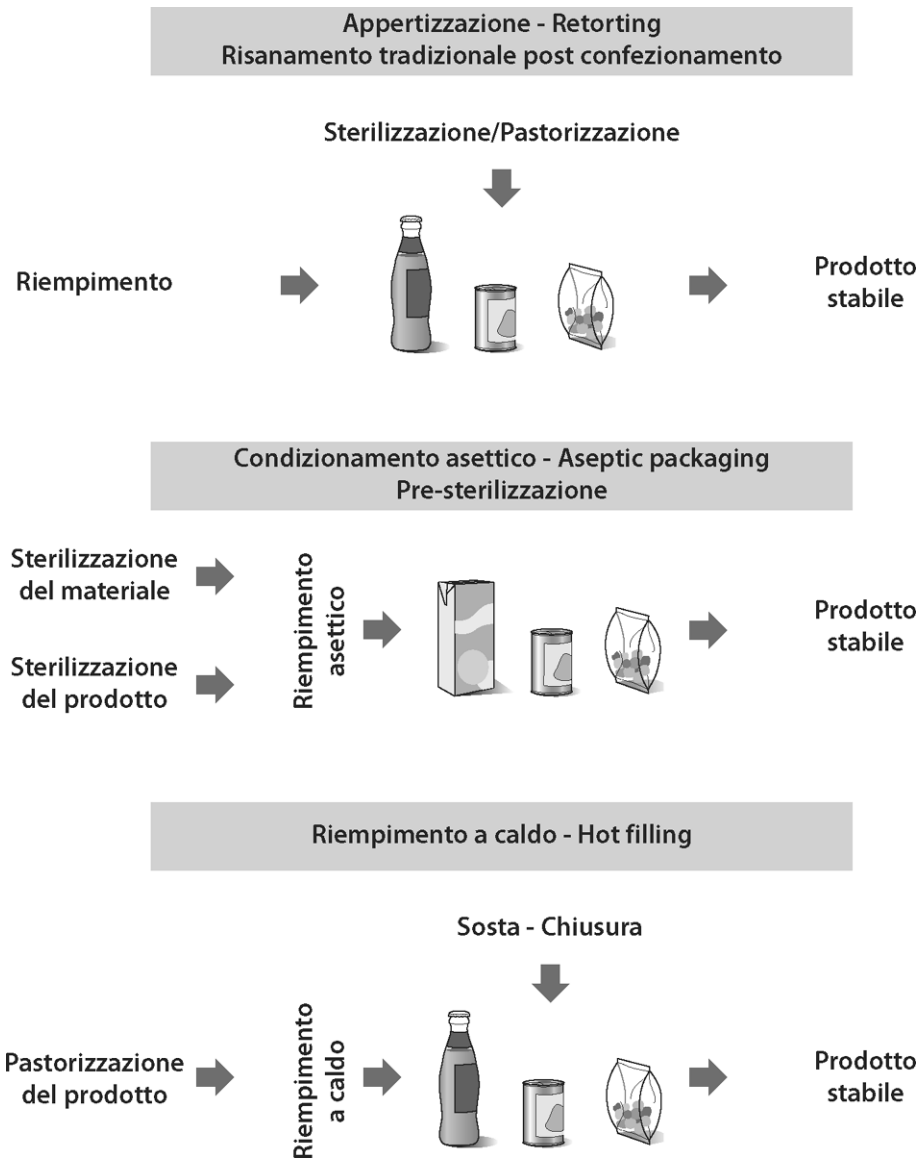 Appertizzazione - Retorting
Risanamento tradizionale post confezionamento
Sterilizzazione/Pastorizzazione
Riempimento
Prodotto
stabile
Condizionamento asettico - Aseptic packaging
Pre-sterilizzazione
Sterilizzazione
del materiale
Sterilizzazione
del prodotto
Riempimento
asettico
Prodotto
stabile
Riempimento a caldo - Hot filling
Sosta - Chiusura
Pastorizzazione
del prodotto
Riempimento
a caldo
Prodotto
stabile